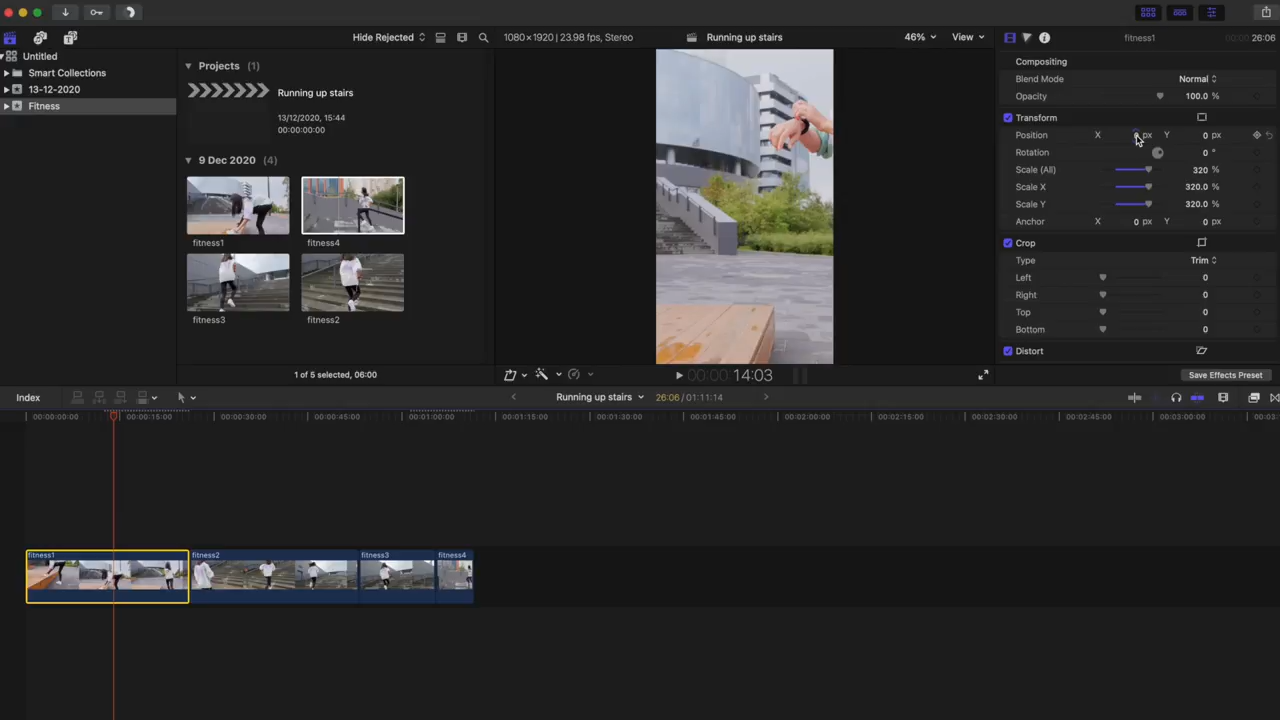 Hide Rejected
1080×1920 | 23.98 fps, Stereo
Running up stairs
46%
View
fitness1
00:00
26:06
Untitled
Smart Collections
13-12-2020
Fitness
Projects (1)
Running up stairs
13/12/2020, 15:44
00:00:00:00
9 Dec 2020 (4)
fitness1
fitness4
fitness3
fitness2
1 of 5 selected, 06:00
00:00:14:03
Compositing
Blend Mode
Normal
Opacity
100.0 %
Transform
Position
X
px
Y
0 px
Rotation
0 °
Scale (All)
320 %
Scale X
320.0 %
Scale Y
320.0 %
Anchor
X
0 px
Y
0 px
Crop
Type
Trim
Left
0
Right
0
Top
0
Bottom
0
Distort
Save Effects Preset
Index
Running up stairs
26:06 / 01:11:14
00:00:00:00
00:00:15:00
00:00:30:00
00:00:45:00
00:01:00:00
00:01:15:00
00:01:30:00
00:01:45:00
00:02:00:00
00:02:15:00
00:02:30:00
00:02:45:00
00:03:00:00
fitness1
fitness2
fitness3
fitness4